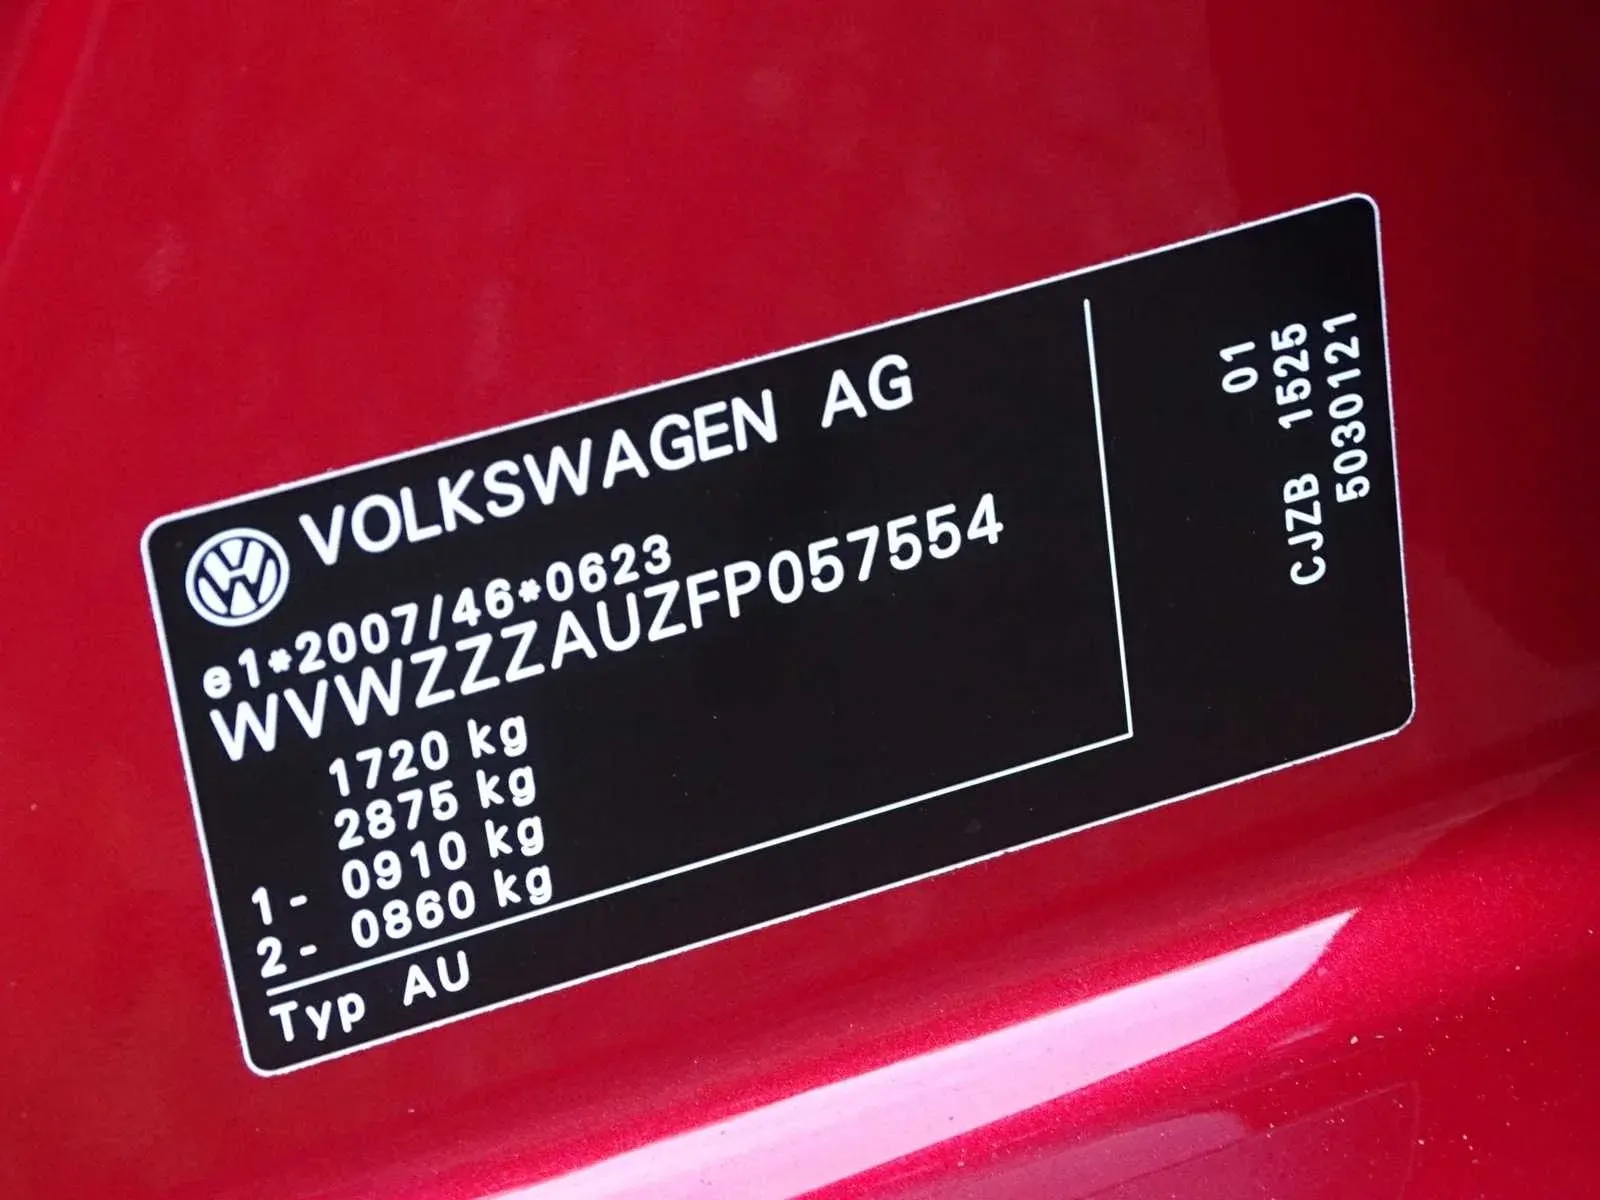 VOLKSWAGEN AG
e1*2007/46*0623
WVWZZZAUZFP057554
1720 kg
2875 kg
1- 0910 kg
2- 0860 kg
Typ AU
01
CJZB 1525
5030121